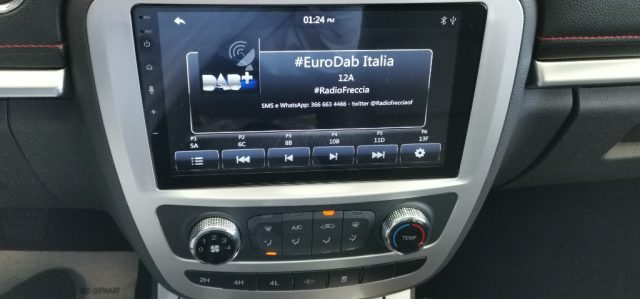 01:24 PM
#EuroDab Italia
DAB+
12A
#RadioFreccia
SMS e WhatsApp: 366 663 4466 - twitter @Radiofrecciaof
P1 P2 P3 P4 P5 P6
5A 6C 8B 10B 11D 13F
A/C
TEMP
2H 4H 4L